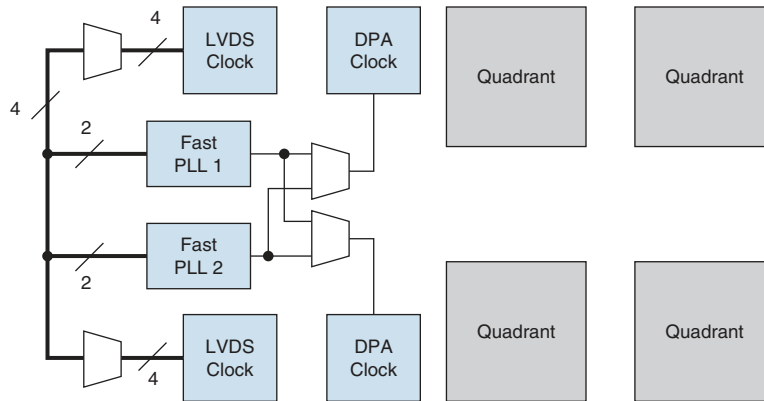 4
LVDS
Clock
DPA
Clock
Quadrant
Quadrant
4
2
Fast
PLL 1
Fast
PLL 2
2
Quadrant
Quadrant
LVDS
Clock
DPA
Clock
4